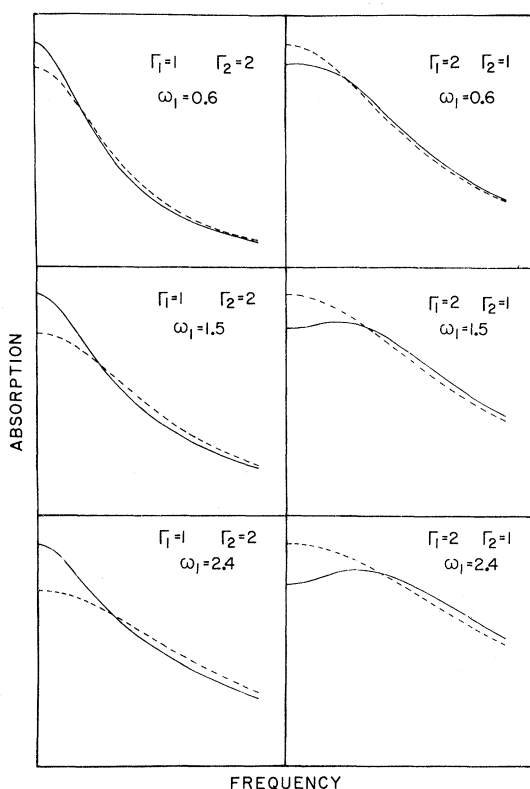 Γ₁=1 Γ₂=2
ω₁=0.6
Γ₁=2 Γ₂=1
ω₁=0.6
Γ₁=1 Γ₂=2
ω₁=1.5
Γ₁=2 Γ₂=1
ω₁=1.5
Γ₁=1 Γ₂=2
ω₁=2.4
Γ₁=2 Γ₂=1
ω₁=2.4
ABSORPTION
FREQUENCY